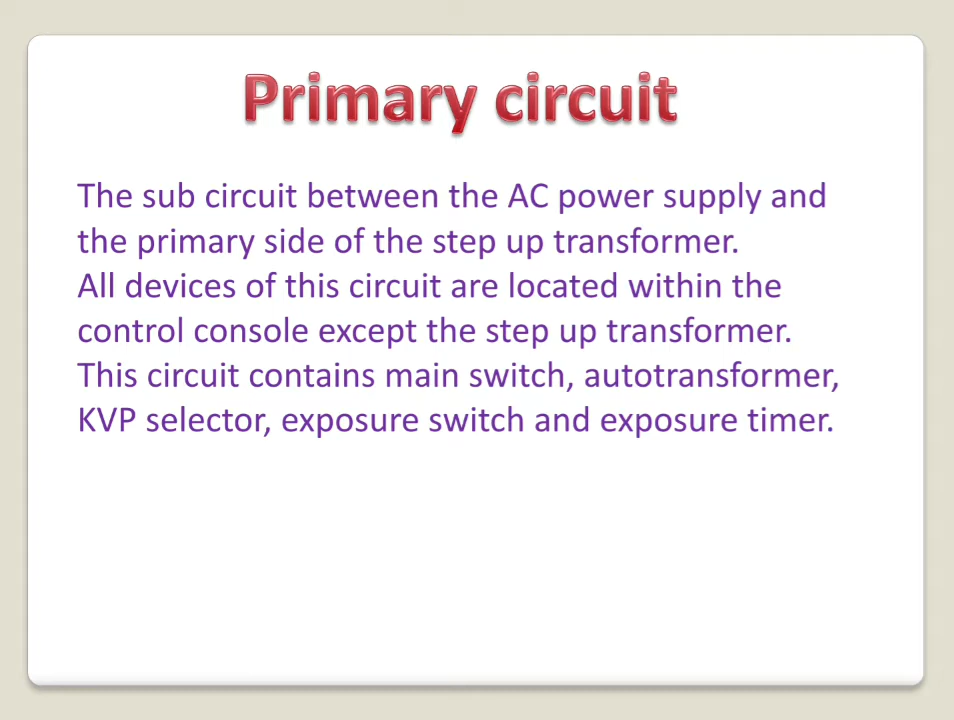 Primary circuit
The sub circuit between the AC power supply and
the primary side of the step up transformer.
All devices of this circuit are located within the
control console except the step up transformer.
This circuit contains main switch, autotransformer,
KVP selector, exposure switch and exposure timer.